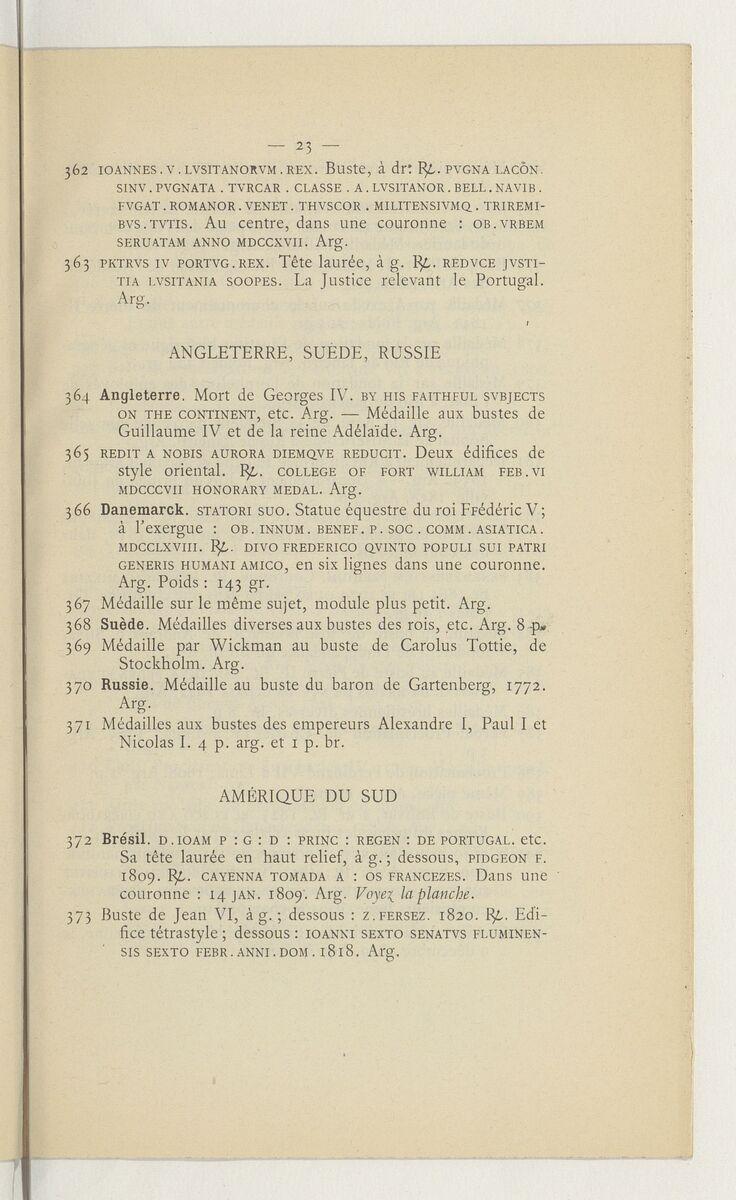 — 23 —
362 IOANNES . V . LVSITANORVM . REX. Buste, à dr. ℞. PVGNA LACŌN.
SINV . PVGNATA . TVRCAR . CLASSE . A . LVSITANOR . BELL . NAVIB .
FVGAT . ROMANOR . VENET . THVSCOR . MILITENSIVMQ . TRIREMI-
BVS . TVTIS. Au centre, dans une couronne : OB . VRBEM
SERUATAM ANNO MDCCXVII. Arg.
363 PKTRVS IV PORTVG . REX. Tête laurée, à g. ℞. REDVCE JVSTI-
TIA LVSITANIA SOOPES. La Justice relevant le Portugal.
Arg.
ANGLETERRE, SUÈDE, RUSSIE
364 Angleterre. Mort de Georges IV. BY HIS FAITHFUL SVBJECTS
ON THE CONTINENT, etc. Arg. — Médaille aux bustes de
Guillaume IV et de la reine Adélaïde. Arg.
365 REDIT A NOBIS AURORA DIEMQVE REDUCIT. Deux édifices de
style oriental. ℞. COLLEGE OF FORT WILLIAM FEB. VI
MDCCCVII HONORARY MEDAL. Arg.
366 Danemarck. STATORI SUO. Statue équestre du roi Frédéric V ;
à l'exergue : OB . INNUM . BENEF . P . SOC . COMM . ASIATICA .
MDCCLXVIII. ℞. DIVO FREDERICO QVINTO POPULI SUI PATRI
GENERIS HUMANI AMICO, en six lignes dans une couronne.
Arg. Poids : 143 gr.
367 Médaille sur le même sujet, module plus petit. Arg.
368 Suède. Médailles diverses aux bustes des rois, etc. Arg. 8 p.
369 Médaille par Wickman au buste de Carolus Tottie, de
Stockholm. Arg.
370 Russie. Médaille au buste du baron de Gartenberg, 1772.
Arg.
371 Médailles aux bustes des empereurs Alexandre I, Paul I et
Nicolas I. 4 p. arg. et 1 p. br.
AMÉRIQUE DU SUD
372 Brésil. D . IOAM P : G : D : PRINC : REGEN : DE PORTUGAL. etc.
Sa tête laurée en haut relief, à g. ; dessous, PIDGEON F.
1809. ℞. CAYENNA TOMADA A : OS FRANCEZES. Dans une
couronne : 14 JAN. 1809. Arg. Voyez la planche.
373 Buste de Jean VI, à g. ; dessous : Z. FERSEZ. 1820. ℞. Edi-
fice tétrastyle ; dessous : IOANNI SEXTO SENATVS FLUMINEN-
SIS SEXTO FEBR . ANNI . DOM . 1818. Arg.